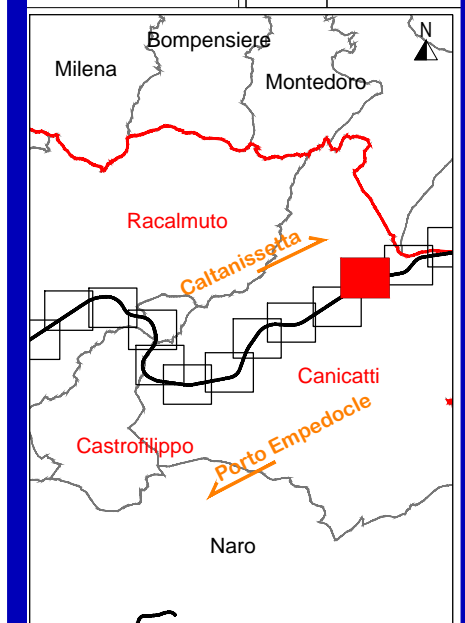 N
Bompensiere
Milena
Montedoro
Racalmuto
Caltanissetta
Canicatti
Porto Empedocle
Castrofilippo
Naro